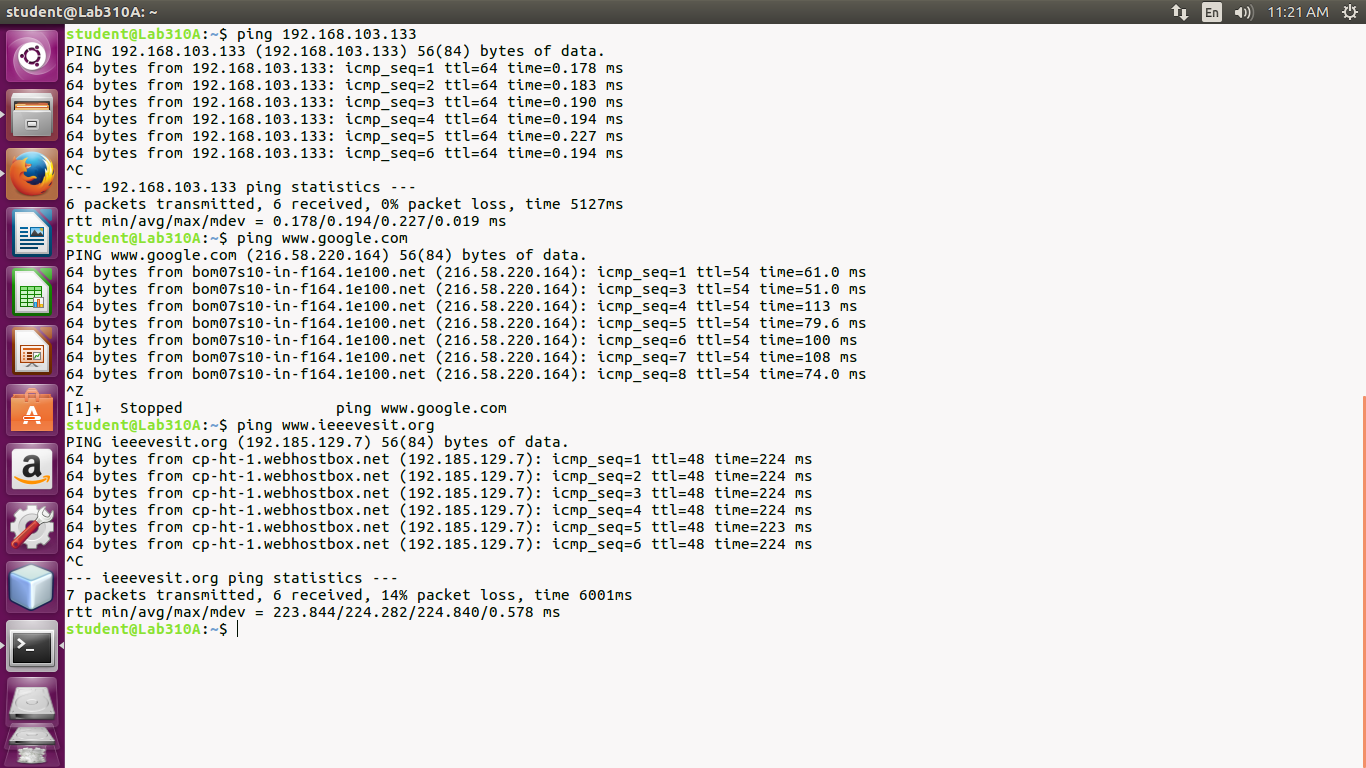 student@Lab310A: ~
En
11:21 AM
student@Lab310A:~$ ping 192.168.103.133
PING 192.168.103.133 (192.168.103.133) 56(84) bytes of data.
64 bytes from 192.168.103.133: icmp_seq=1 ttl=64 time=0.178 ms
64 bytes from 192.168.103.133: icmp_seq=2 ttl=64 time=0.183 ms
64 bytes from 192.168.103.133: icmp_seq=3 ttl=64 time=0.190 ms
64 bytes from 192.168.103.133: icmp_seq=4 ttl=64 time=0.194 ms
64 bytes from 192.168.103.133: icmp_seq=5 ttl=64 time=0.227 ms
64 bytes from 192.168.103.133: icmp_seq=6 ttl=64 time=0.194 ms
^C
--- 192.168.103.133 ping statistics ---
6 packets transmitted, 6 received, 0% packet loss, time 5127ms
rtt min/avg/max/mdev = 0.178/0.194/0.227/0.019 ms
student@Lab310A:~$ ping www.google.com
PING www.google.com (216.58.220.164) 56(84) bytes of data.
64 bytes from bom07s10-in-f164.1e100.net (216.58.220.164): icmp_seq=1 ttl=54 time=61.0 ms
64 bytes from bom07s10-in-f164.1e100.net (216.58.220.164): icmp_seq=3 ttl=54 time=51.0 ms
64 bytes from bom07s10-in-f164.1e100.net (216.58.220.164): icmp_seq=4 ttl=54 time=113 ms
64 bytes from bom07s10-in-f164.1e100.net (216.58.220.164): icmp_seq=5 ttl=54 time=79.6 ms
64 bytes from bom07s10-in-f164.1e100.net (216.58.220.164): icmp_seq=6 ttl=54 time=100 ms
64 bytes from bom07s10-in-f164.1e100.net (216.58.220.164): icmp_seq=7 ttl=54 time=108 ms
64 bytes from bom07s10-in-f164.1e100.net (216.58.220.164): icmp_seq=8 ttl=54 time=74.0 ms
^Z
[1]+  Stopped                 ping www.google.com
student@Lab310A:~$ ping www.ieeevesit.org
PING ieeevesit.org (192.185.129.7) 56(84) bytes of data.
64 bytes from cp-ht-1.webhostbox.net (192.185.129.7): icmp_seq=1 ttl=48 time=224 ms
64 bytes from cp-ht-1.webhostbox.net (192.185.129.7): icmp_seq=2 ttl=48 time=224 ms
64 bytes from cp-ht-1.webhostbox.net (192.185.129.7): icmp_seq=3 ttl=48 time=224 ms
64 bytes from cp-ht-1.webhostbox.net (192.185.129.7): icmp_seq=4 ttl=48 time=224 ms
64 bytes from cp-ht-1.webhostbox.net (192.185.129.7): icmp_seq=5 ttl=48 time=223 ms
64 bytes from cp-ht-1.webhostbox.net (192.185.129.7): icmp_seq=6 ttl=48 time=224 ms
^C
--- ieeevesit.org ping statistics ---
7 packets transmitted, 6 received, 14% packet loss, time 6001ms
rtt min/avg/max/mdev = 223.844/224.282/224.840/0.578 ms
student@Lab310A:~$